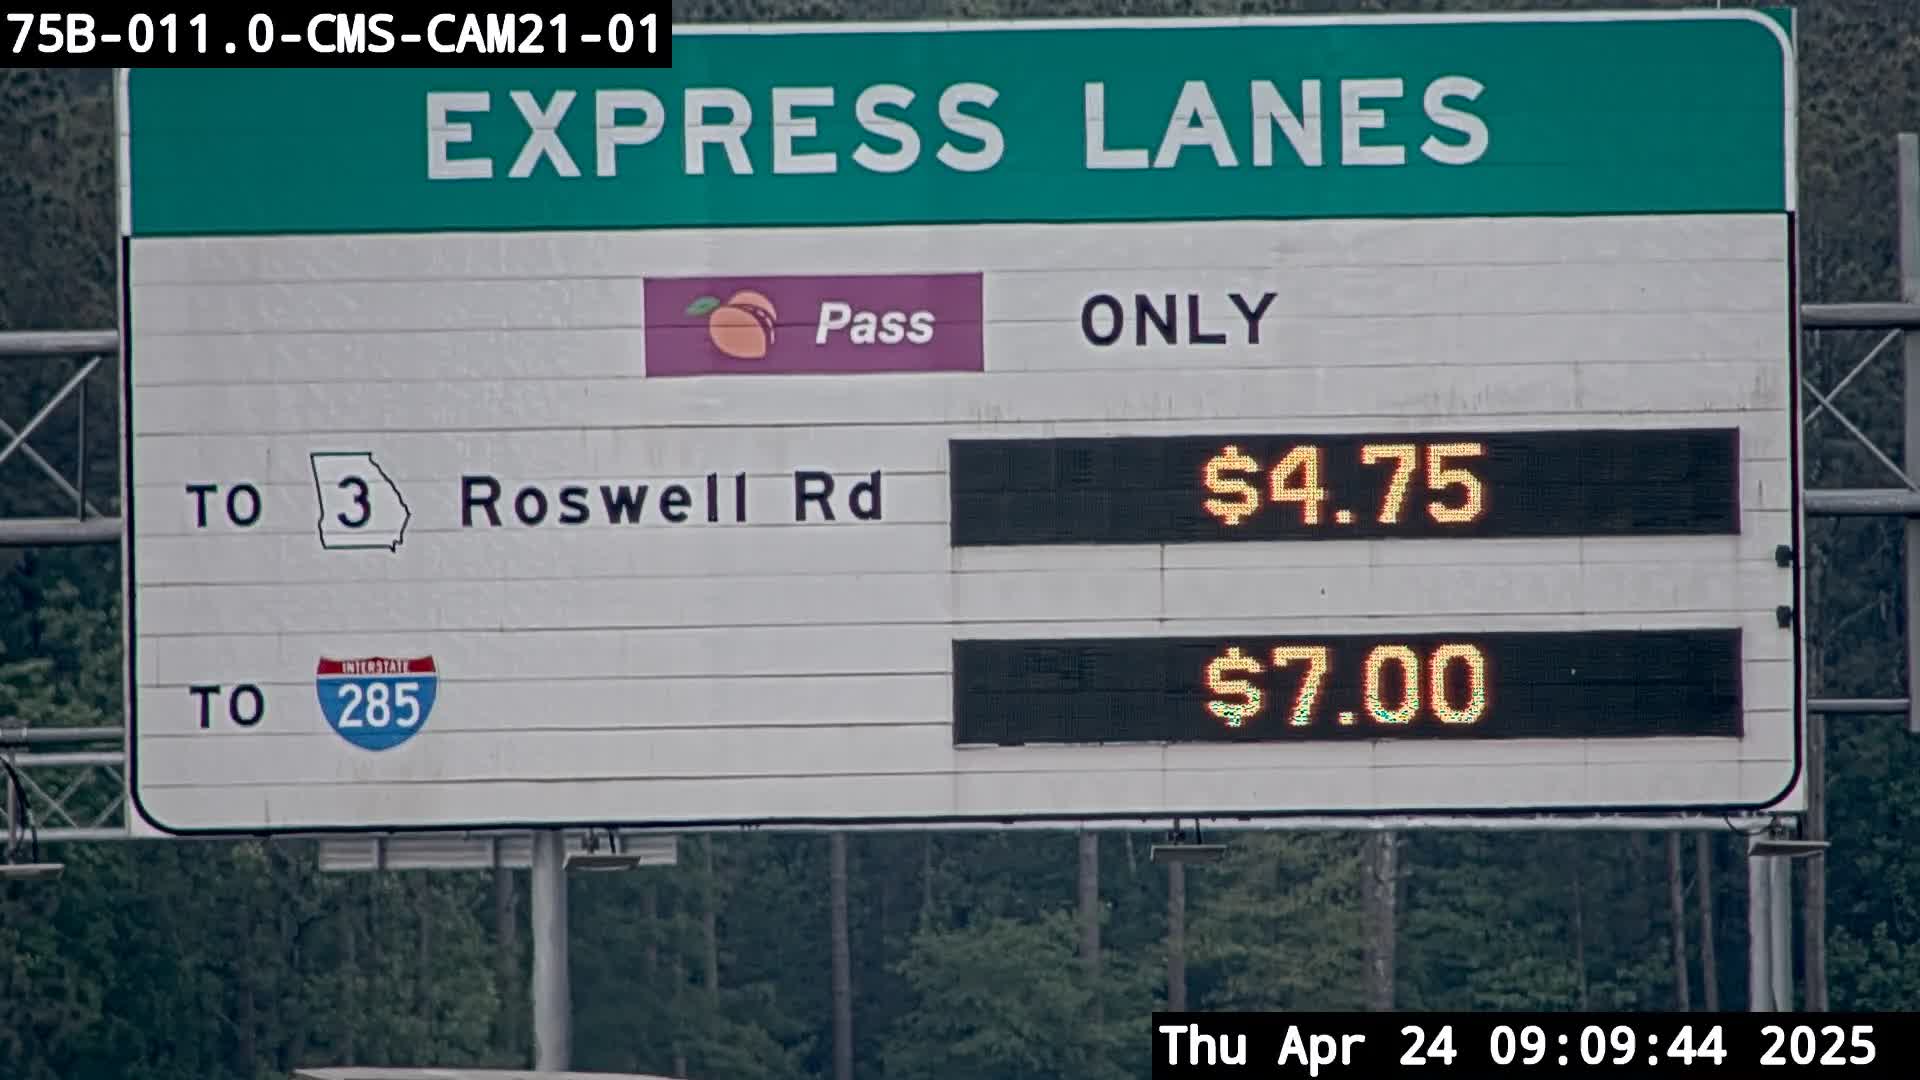 75B-011.0-CMS-CAM21-01
EXPRESS LANES
Pass ONLY
TO 3 Roswell Rd $4.75
TO INTERSTATE 285 $7.00
Thu Apr 24 09:09:44 2025